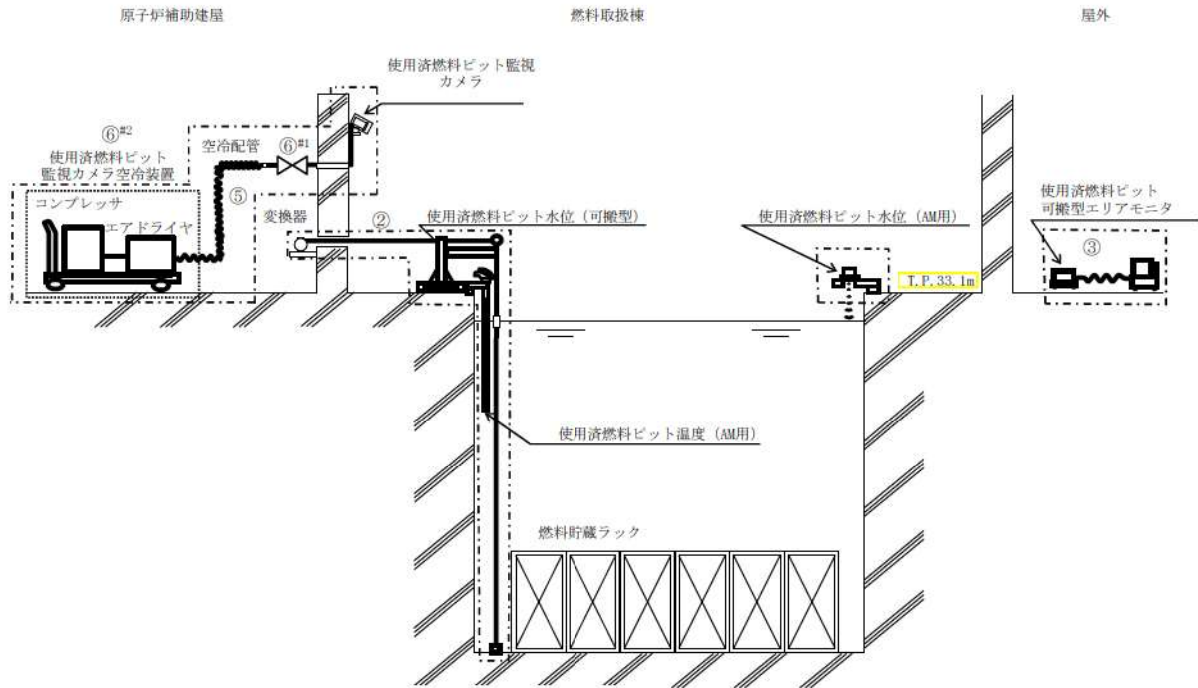 原子炉補助建屋
燃料取扱棟
屋外
使用済燃料ピット監視
カメラ
⑥#2
使用済燃料ピット
監視カメラ空冷装置
空冷配管
⑥#1
⑤
コンプレッサ
エアドライヤ
変換器
②
使用済燃料ピット水位（可搬型）
使用済燃料ピット水位（AM用）
T.P.33.1m
使用済燃料ピット
可搬型エリアモニタ
③
使用済燃料ピット温度（AM用）
燃料貯蔵ラック